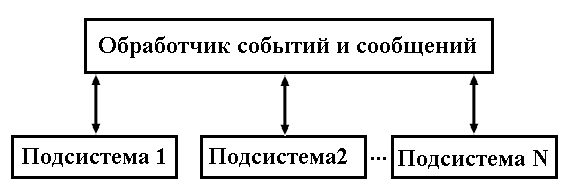 Обработчик событий и сообщений
Подсистема 1
Подсистема2
...
Подсистема N